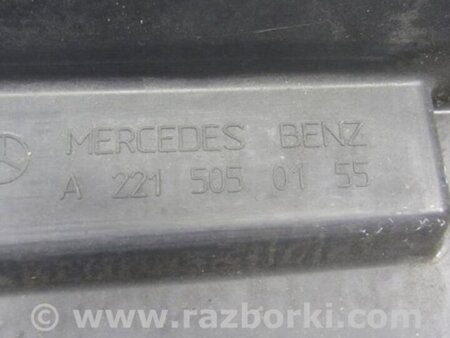 MERCEDES BENZ
A 221 505 01 55
© www.razborki.com